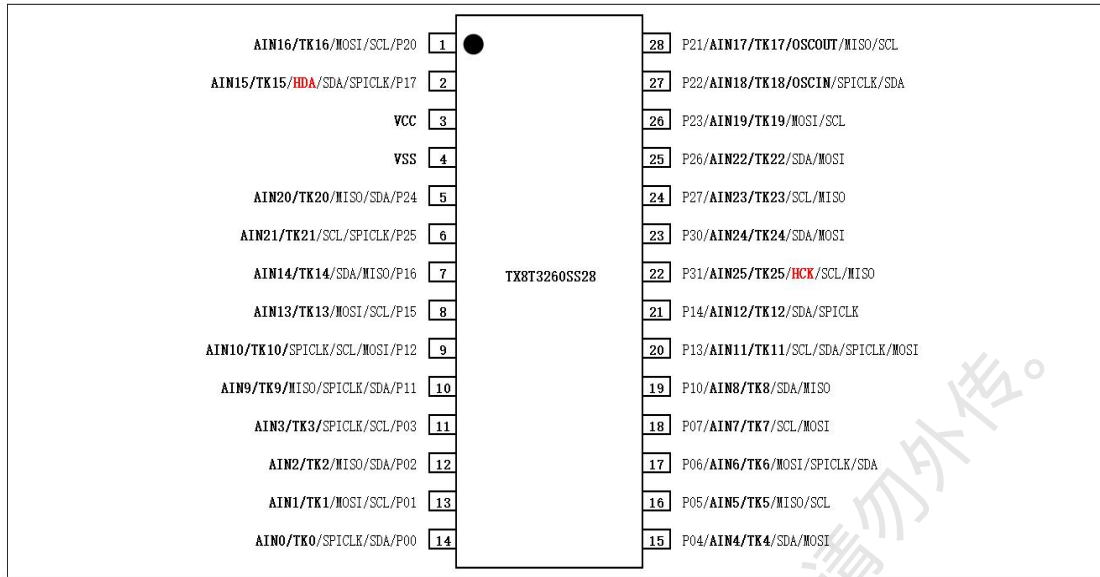 AIN16/TK16/MOSI/SCL/P20 1 28 P21/AIN17/TK17/OSCOUT/MISO/SCL
AIN15/TK15/HDA/SDA/SPICLK/P17 2 27 P22/AIN18/TK18/OSCIN/SPICLK/SDA
VCC 3 26 P23/AIN19/TK19/MOSI/SCL
VSS 4 25 P26/AIN22/TK22/SDA/MOSI
AIN20/TK20/MISO/SDA/P24 5 24 P27/AIN23/TK23/SCL/MISO
AIN21/TK21/SCL/SPICLK/P25 6 23 P30/AIN24/TK24/SDA/MOSI
AIN14/TK14/SDA/MISO/P16 7 TX8T3260SS28 22 P31/AIN25/TK25/HCK/SCL/MISO
AIN13/TK13/MOSI/SCL/P15 8 21 P14/AIN12/TK12/SDA/SPICLK
AIN10/TK10/SPICLK/SCL/MOSI/P12 9 20 P13/AIN11/TK11/SCL/SDA/SPICLK/MOSI
AIN9/TK9/MISO/SPICLK/SDA/P11 10 19 P10/AIN8/TK8/SDA/MISO
AIN3/TK3/SPICLK/SCL/P03 11 18 P07/AIN7/TK7/SCL/MOSI
AIN2/TK2/MISO/SDA/P02 12 17 P06/AIN6/TK6/MOSI/SPICLK/SDA
AIN1/TK1/MOSI/SCL/P01 13 16 P05/AIN5/TK5/MISO/SCL
AIN0/TK0/SPICLK/SDA/P00 14 15 P04/AIN4/TK4/SDA/MOSI
请勿外传。